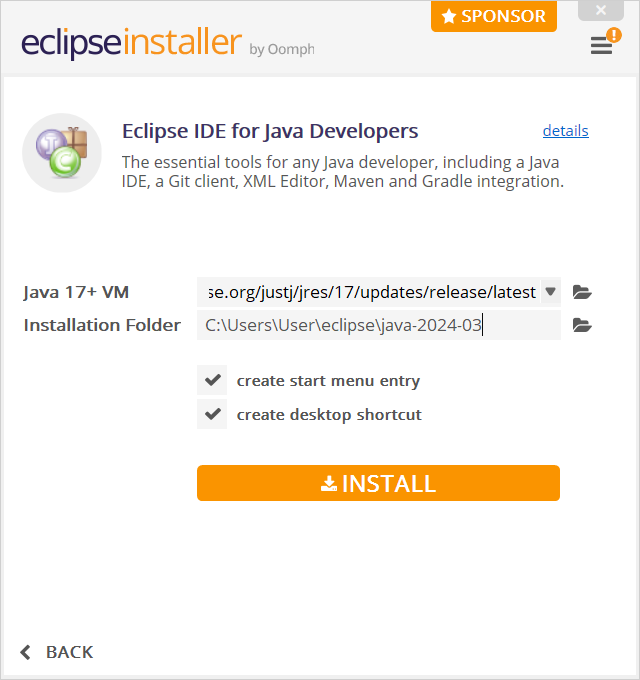 SPONSOR
eclipseinstaller by Oomph
!
Eclipse IDE for Java Developers
details
The essential tools for any Java developer, including a Java
IDE, a Git client, XML Editor, Maven and Gradle integration.
Java 17+ VM
se.org/justj/jres/17/updates/release/latest
Installation Folder
C:\Users\User\eclipse\java-2024-03
create start menu entry
create desktop shortcut
INSTALL
BACK